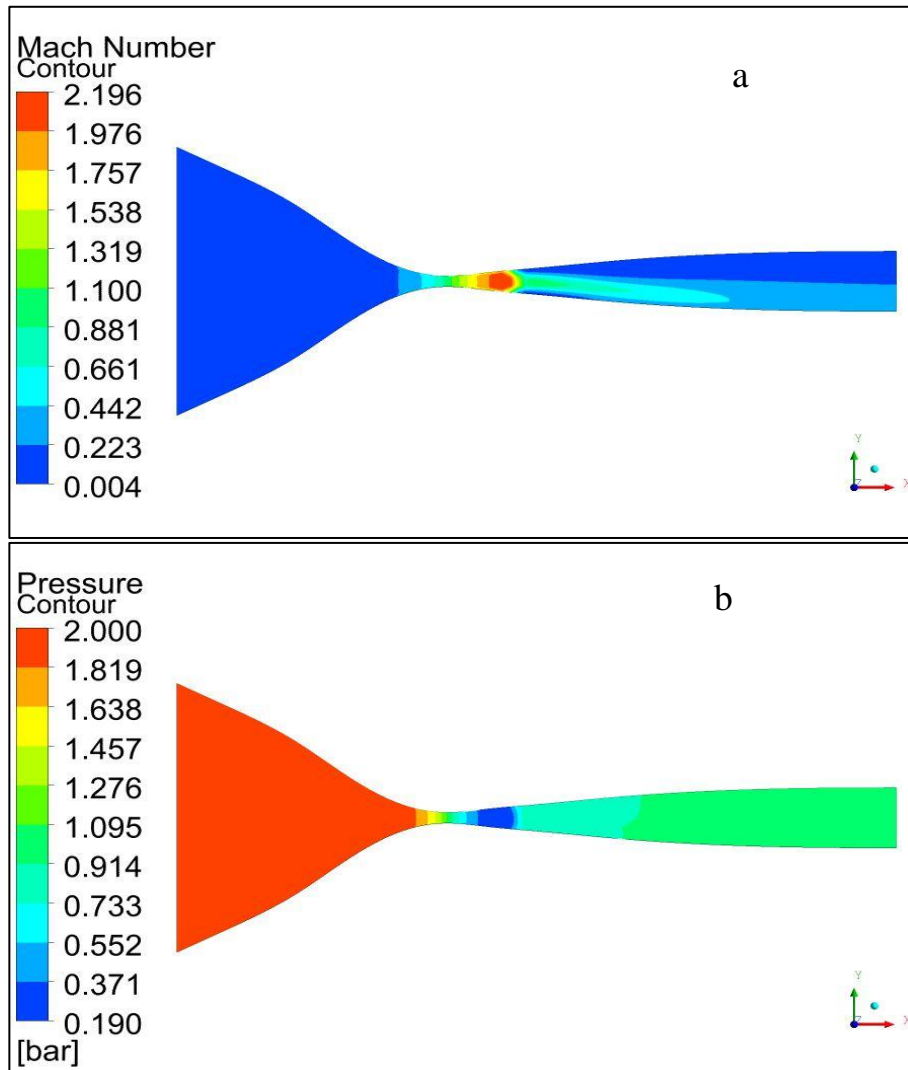 Mach Number
Contour
a
2.196
1.976
1.757
1.538
1.319
1.100
0.881
0.661
0.442
0.223
0.004
Y
Z
X
Pressure
Contour
b
2.000
1.819
1.638
1.457
1.276
1.095
0.914
0.733
0.552
0.371
0.190
[bar]
Y
Z
X